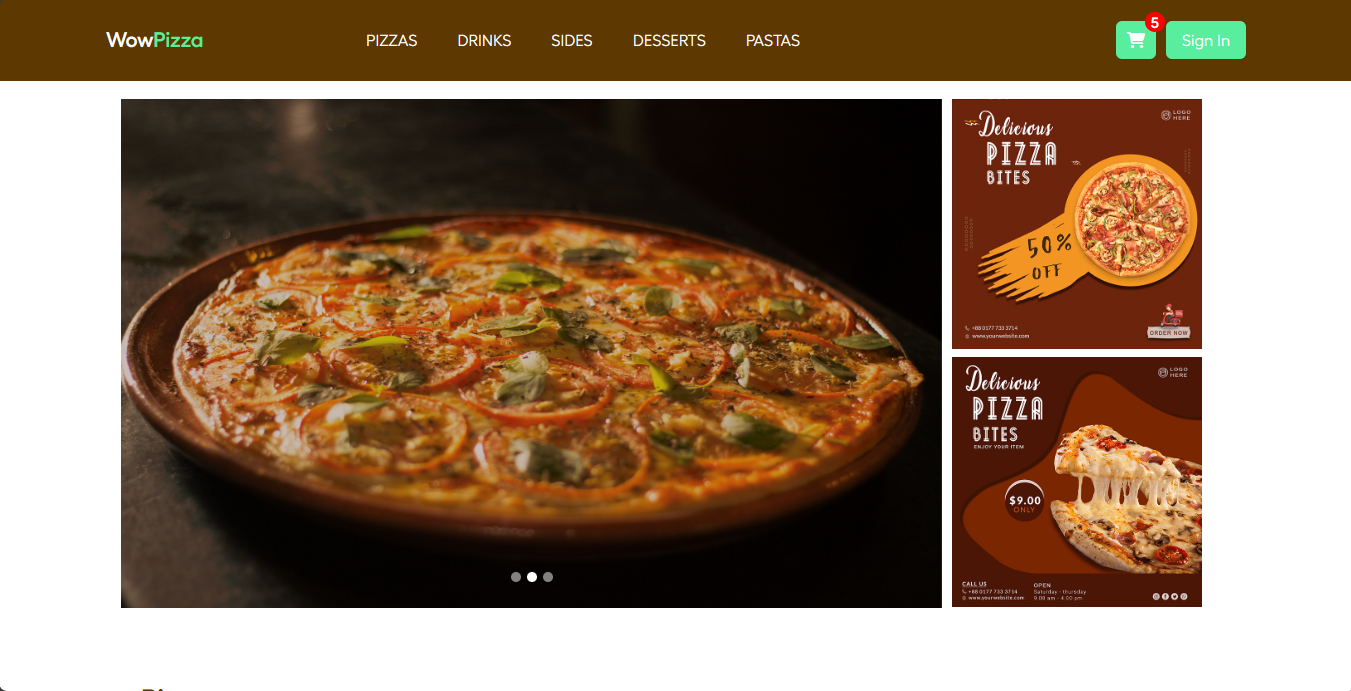 WowPizza
PIZZAS
DRINKS
SIDES
DESSERTS
PASTAS
5
Sign In
Delicious
PIZZA
BITES
LOGO
HERE
50%
OFF
+88 0177 733 3714
www.yourwebsite.com
ORDER NOW
Delicious
PIZZA
BITES
ENJOY YOUR ITEM
LOGO
HERE
$9.00
ONLY
CALL US
+88 0177 733 3714
www.yourwebsite.com
OPEN
Saturday - thursday
9:00 am - 4:00 pm